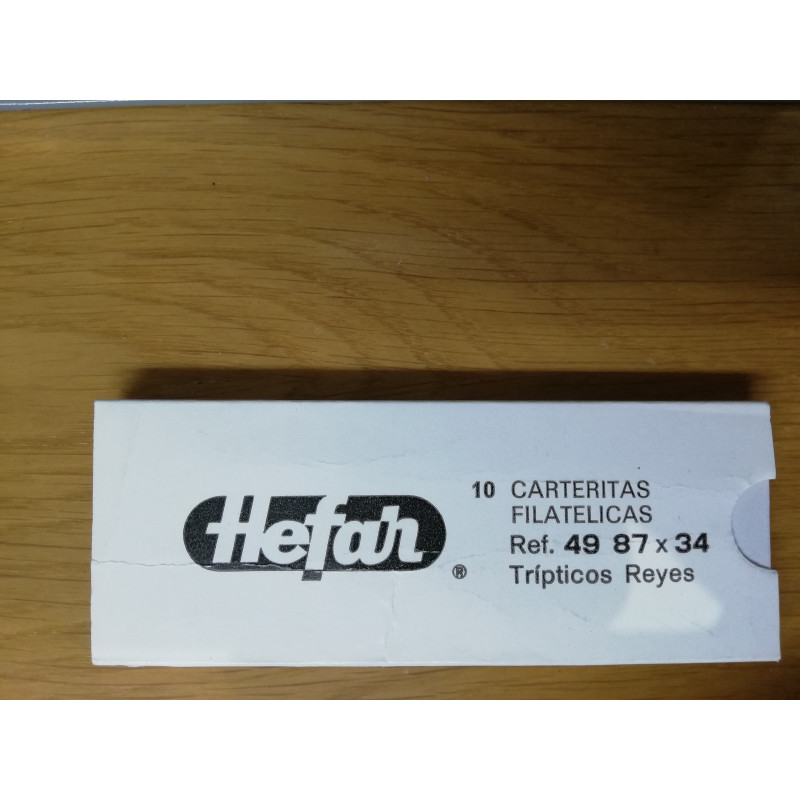 Hefar
®
10 CARTERITAS
FILATELICAS
Ref. 49 87 x 34
Trípticos Reyes